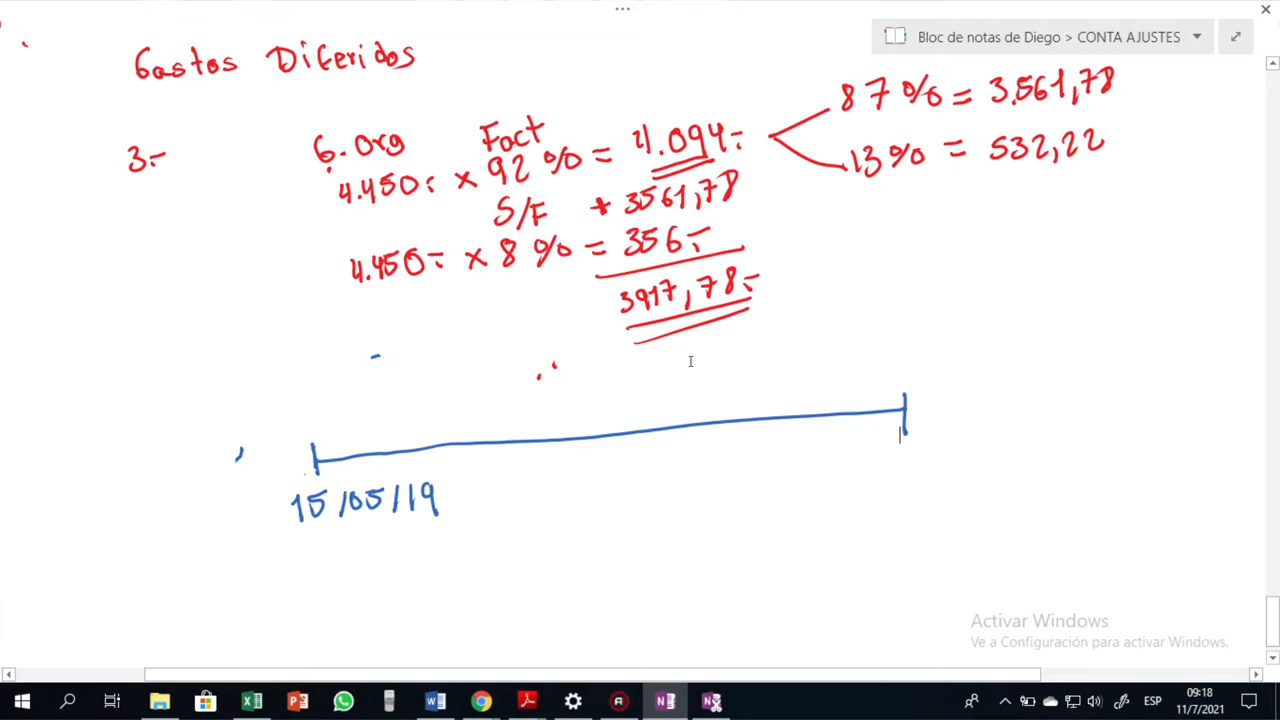 Bloc de notas de Diego > CONTA AJUSTES
Gastos Diferidos
3.-
G. Org Fact
4.450.- x 92 % = 4.094.-
87 % = 3.561,78
13 % = 532,22
S/F + 3561,78
4.450.- x 8 % = 356.-
3917,78.-
15/05/19
Activar Windows
Ve a Configuración para activar Windows.
ESP
09:18
11/7/2021